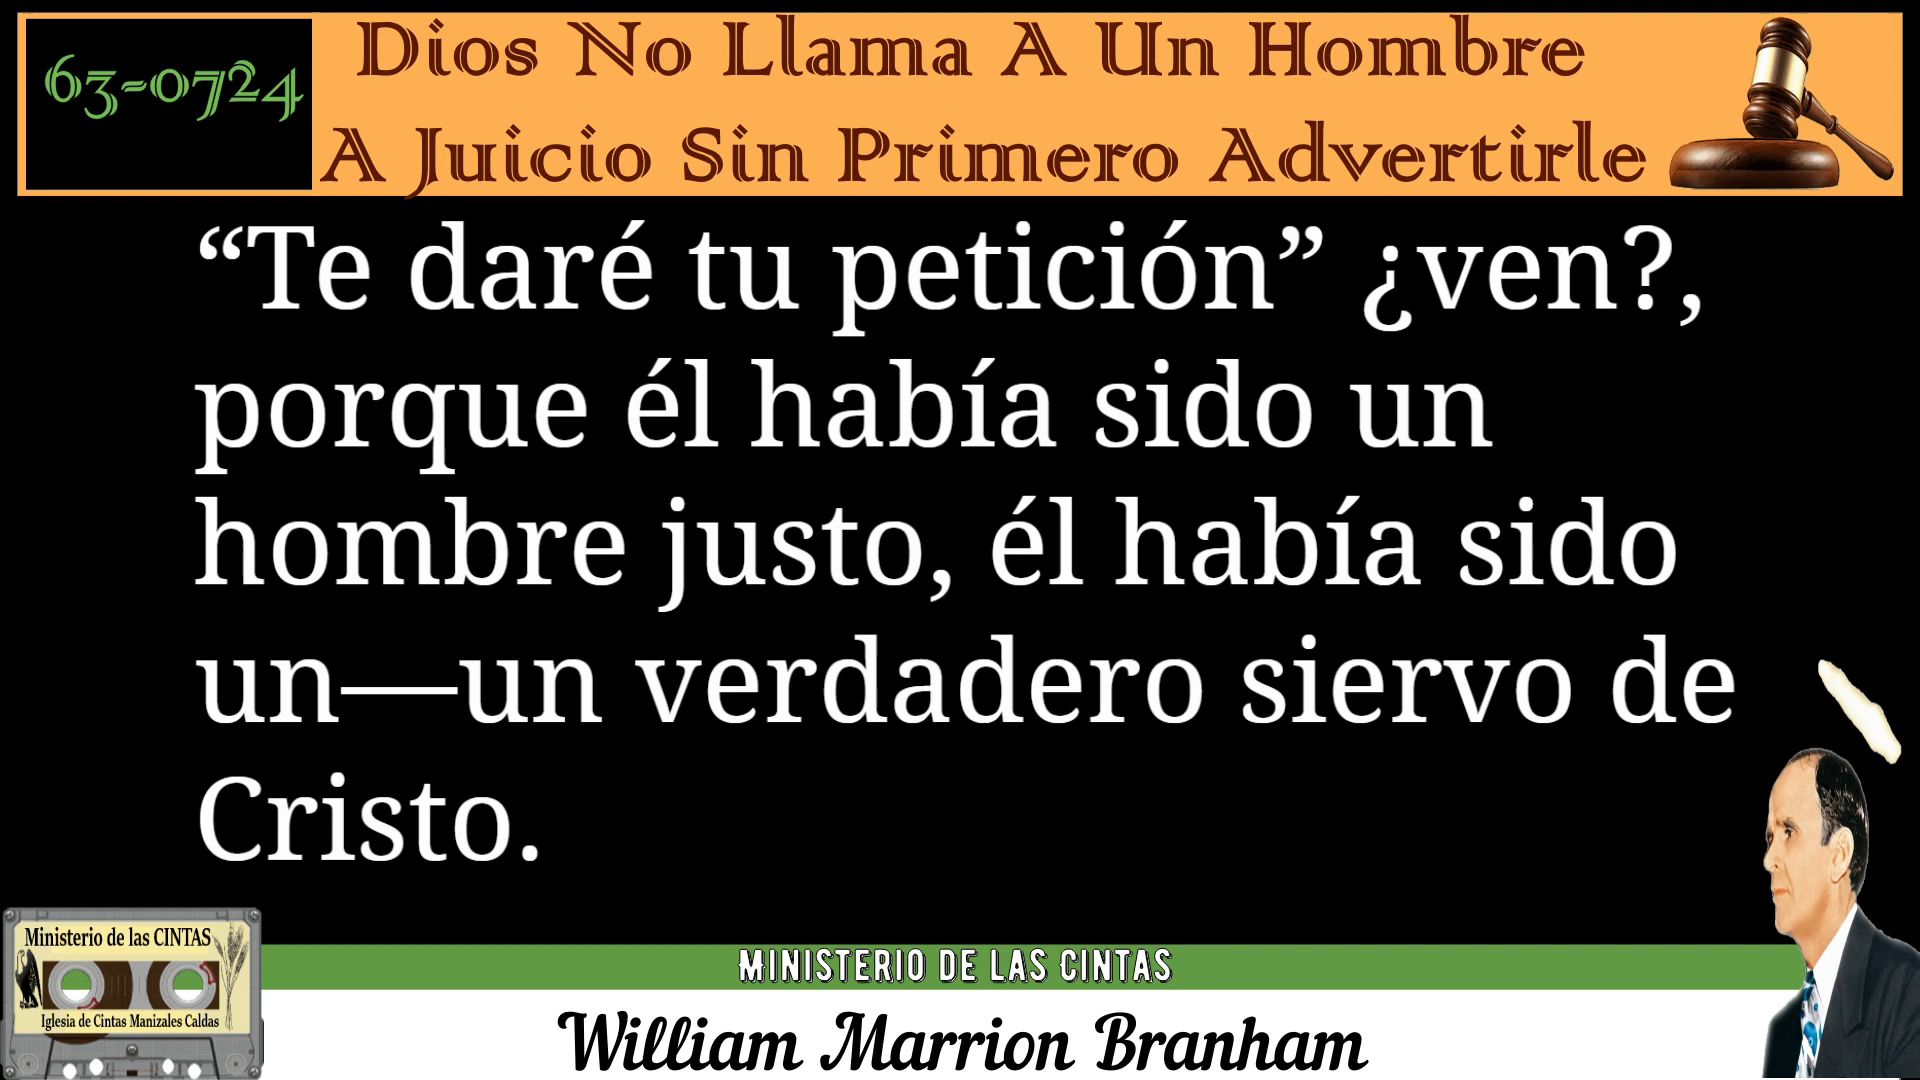 63-0724
Dios No Llama A Un Hombre
A Juicio Sin Primero Advertirle
“Te daré tu petición” ¿ven?,
porque él había sido un
hombre justo, él había sido
un—un verdadero siervo de
Cristo.
Ministerio de las CINTAS
Iglesia de Cintas Manizales Caldas
MINISTERIO DE LAS CINTAS
William Marrion Branham